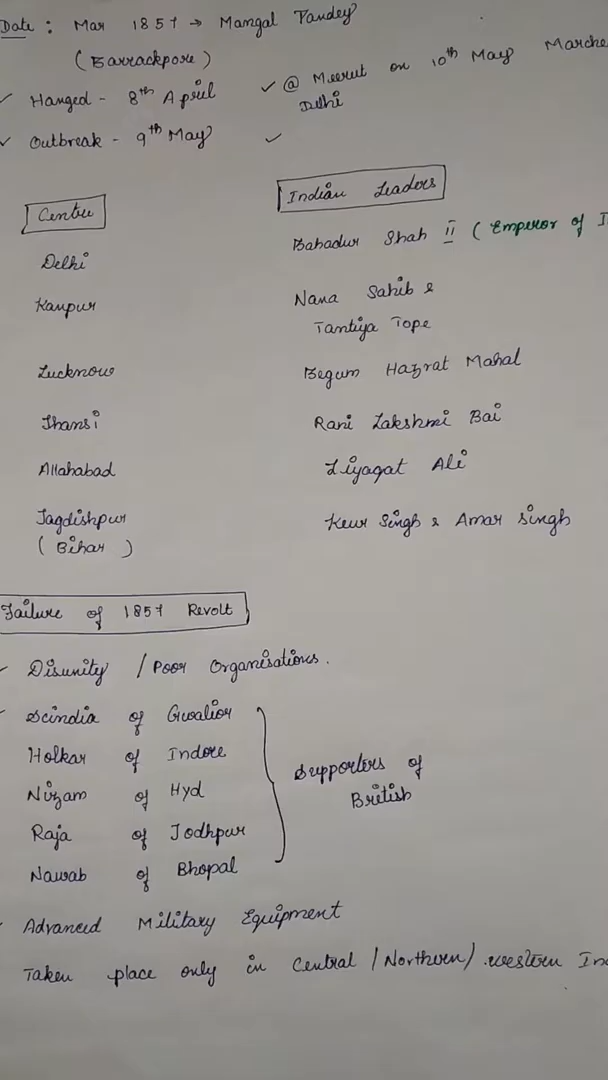 Date : Mar 1857 → Mangal Pandey
(Barrackpore)
✓ Hanged - 8th April
✓ @ Meerut on 10th May Marche
Delhi
✓ Outbreak - 9th May ✓
Centre Indian Leaders
Delhi Bahadur Shah II (Emperor of I
Kanpur Nana Sahib &
Tantiya Tope
Lucknow Begum Hazrat Mahal
Jhansi Rani Lakshmi Bai
Allahabad Liyaqat Ali
Jagdishpur Keur Singh & Amar Singh
(Bihar)
Failure of 1857 Revolt
- Disunity / Poor Organisations.
- Scindia of Gwalior
Holkar of Indore
Nizam of Hyd
Raja of Jodhpur
Nawab of Bhopal
Supporters of
British
- Advanced Military Equipment
Taken place only in Central / Northern / western In